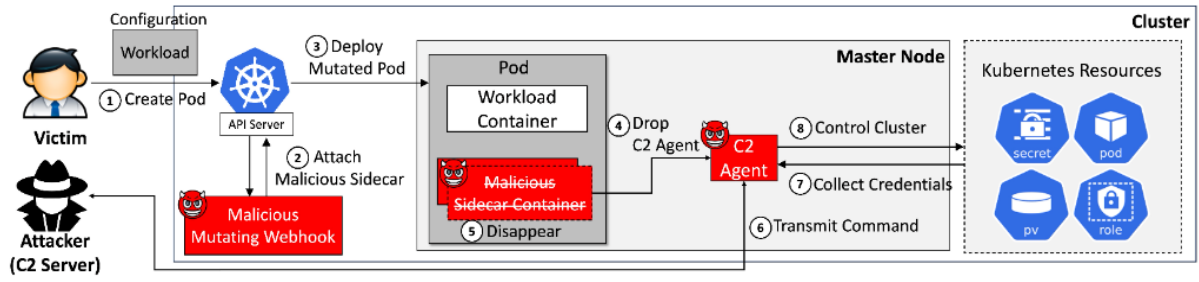 Configuration
Cluster
Workload
3 Deploy
Mutated Pod
Master Node
Pod
Kubernetes Resources
Workload
Container
1 Create Pod
4 Drop
C2 Agent
8 Control Cluster
Victim
API Server
C2
Agent
secret
pod
2 Attach
Malicious Sidecar
Malicious
Sidecar Container
7 Collect Credentials
Malicious
Mutating Webhook
5 Disappear
6 Transmit Command
pv
role
Attacker
(C2 Server)